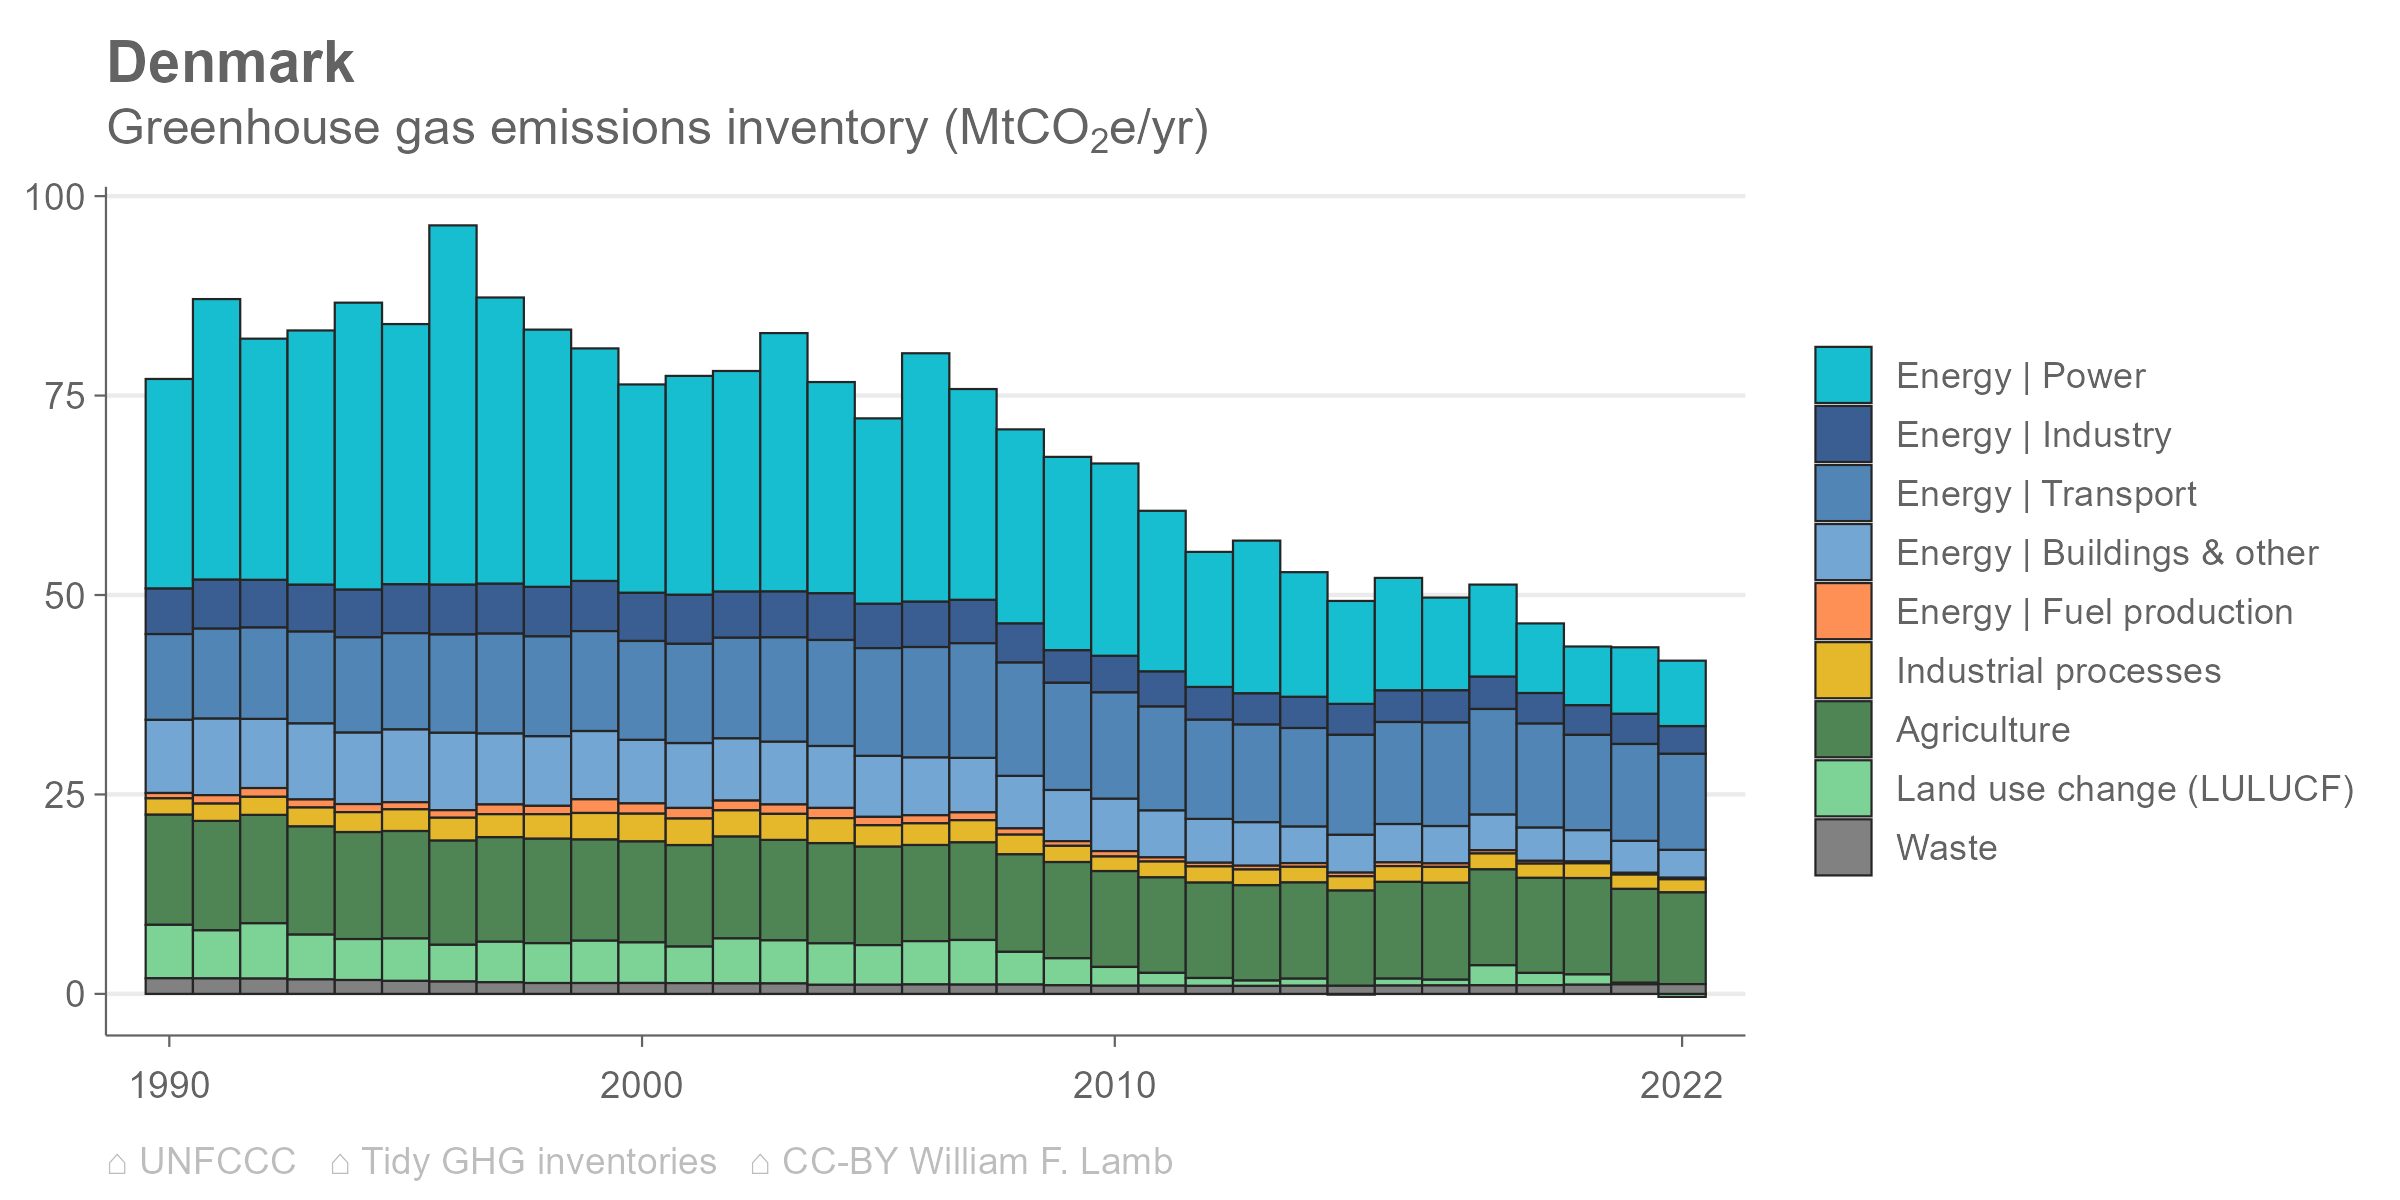 Denmark
Greenhouse gas emissions inventory (MtCO₂e/yr)
100
75
50
25
0
1990
2000
2010
2022
Energy | Power
Energy | Industry
Energy | Transport
Energy | Buildings & other
Energy | Fuel production
Industrial processes
Agriculture
Land use change (LULUCF)
Waste
⌂ UNFCCC ⌂ Tidy GHG inventories ⌂ CC-BY William F. Lamb